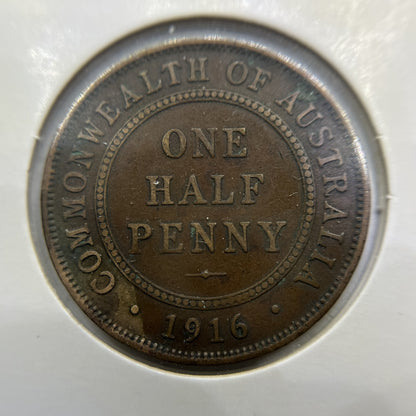 COMMONWEALTH OF AUSTRALIA
ONE
HALF
PENNY
· 1916 ·